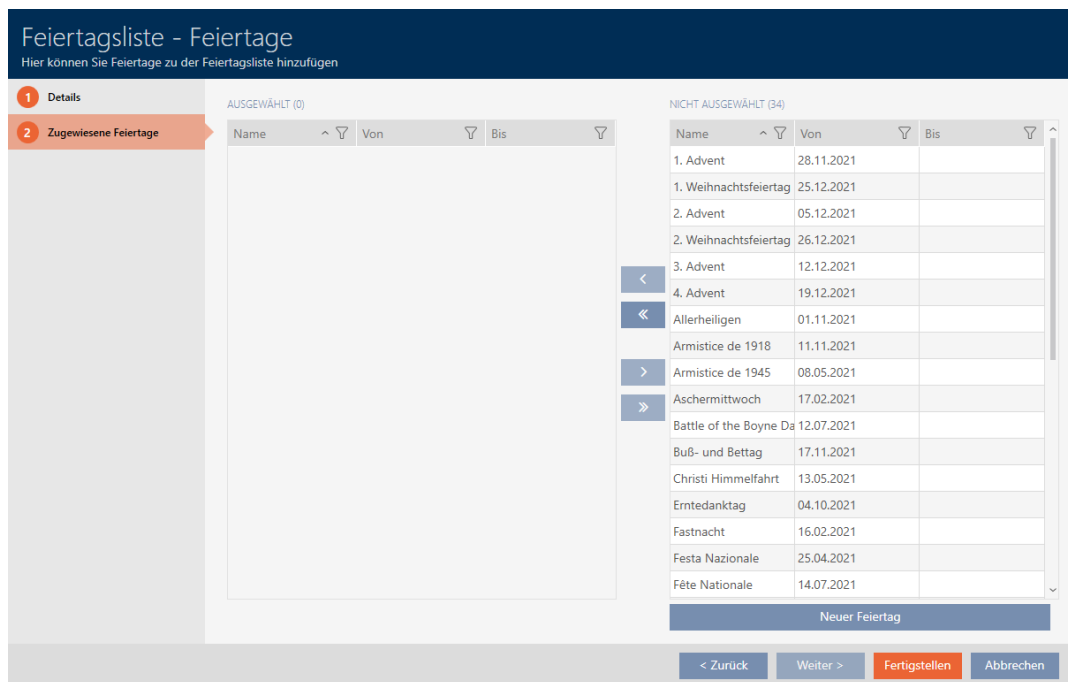 Feiertagsliste - Feiertage
Hier können Sie Feiertage zu der Feiertagsliste hinzufügen
1 Details
2 Zugewiesene Feiertage
AUSGEWÄHLT (0)
Name Von Bis
NICHT AUSGEWÄHLT (34)
Name Von Bis
1. Advent 28.11.2021
1. Weihnachtsfeiertag 25.12.2021
2. Advent 05.12.2021
2. Weihnachtsfeiertag 26.12.2021
3. Advent 12.12.2021
4. Advent 19.12.2021
Allerheiligen 01.11.2021
Armistice de 1918 11.11.2021
Armistice de 1945 08.05.2021
Aschermittwoch 17.02.2021
Battle of the Boyne Da 12.07.2021
Buß- und Bettag 17.11.2021
Christi Himmelfahrt 13.05.2021
Erntedanktag 04.10.2021
Fastnacht 16.02.2021
Festa Nazionale 25.04.2021
Fête Nationale 14.07.2021
Neuer Feiertag
< Zurück Weiter > Fertigstellen Abbrechen